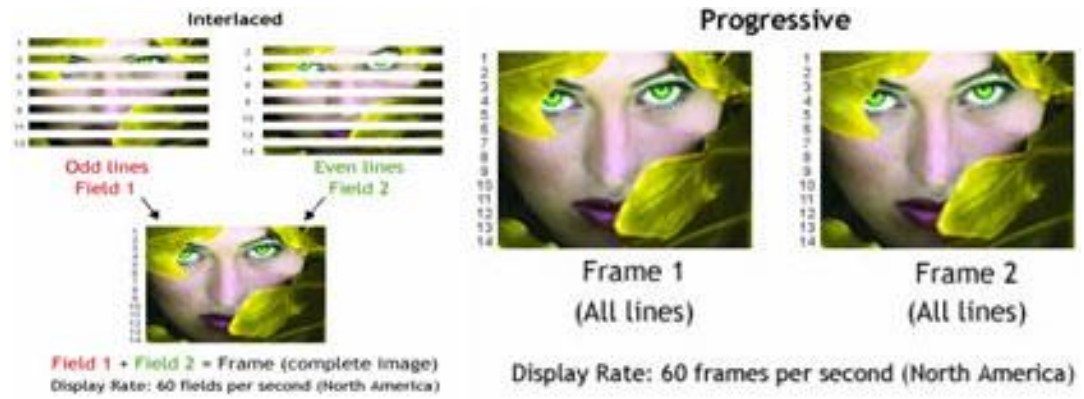 Interlaced
Odd lines
Field 1
Even lines
Field 2
Field 1 + Field 2 = Frame (complete image)
Display Rate: 60 fields per second (North America)
Progressive
1
2
3
4
5
6
7
8
9
10
11
12
13
14
Frame 1
(All lines)
1
2
3
4
5
6
7
8
9
10
11
12
13
14
Frame 2
(All lines)
Display Rate: 60 frames per second (North America)